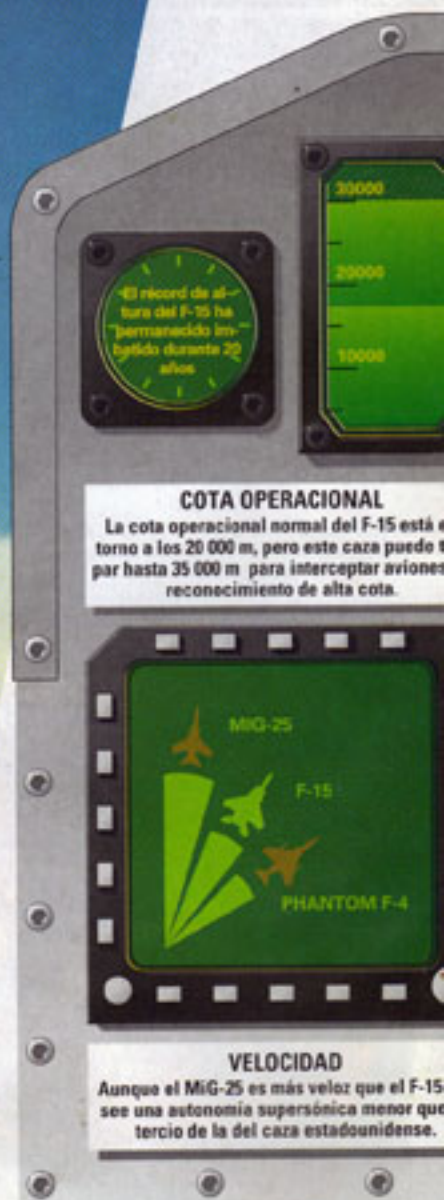 El récord de al-
tura del F-15 ha
permanecido im-
batido durante 20
años
30000
20000
10000
COTA OPERACIONAL
La cota operacional normal del F-15 está
torno a los 20 000 m, pero este caza puede
par hasta 35 000 m para interceptar aviones
reconocimiento de alta cota.
MIG-25
F-15
PHANTOM F-4
VELOCIDAD
Aunque el MiG-25 es más veloz que el F-15
see una autonomía supersónica menor que
tercio de la del caza estadounidense.